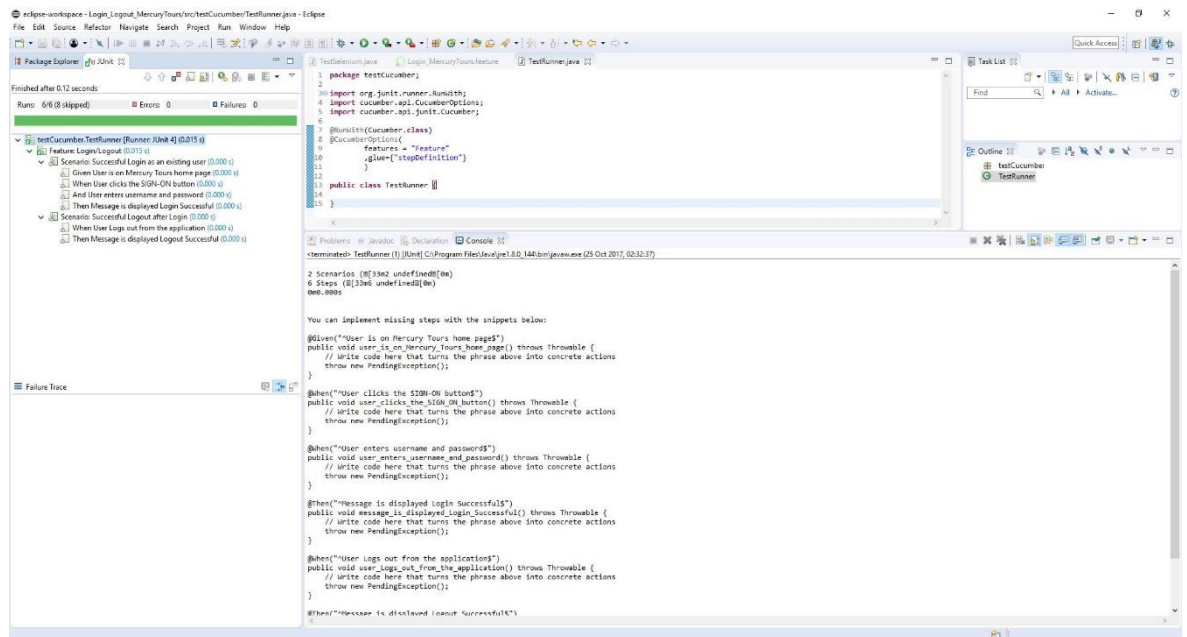 eclipse-workspace - Login_Logout_MercuryTours/src/testCucumber/TestRunner.java - Eclipse
File Edit Source Refactor Navigate Search Project Run Window Help
Quick Access
Package Explorer JUnit
Finished after 0.12 seconds
Runs: 6/6 (8 skipped) Errors: 0 Failures: 0
testCucumber.TestRunner [Runner: JUnit 4] (0.015 s)
Feature: Login/Logout (0.015 s)
Scenario: Successful Login as an existing user (0.000 s)
Given User is on Mercury Tours home page (0.000 s)
When User clicks the SIGN-ON button (0.000 s)
And User enters username and password (0.000 s)
Then Message is displayed Login Successful (0.000 s)
Scenario: Successful Logout after Login (0.000 s)
When User Logs out from the application (0.000 s)
Then Message is displayed Logout Successful (0.000 s)
Failure Trace
TestSelenium.java Login_MercuryTours.feature TestRunner.java
1 package testCucumber;
2
3 import org.junit.runner.RunWith;
4 import cucumber.api.CucumberOptions;
5 import cucumber.api.junit.Cucumber;
6
7 @RunWith(Cucumber.class)
8 @CucumberOptions(
9 features = "Feature"
10 ,glue={"stepDefinition"}
11 )
12
13 public class TestRunner {
14
15 }
Task List
Find All Activate...
Outline
testCucumber
TestRunner
Problems Javadoc Declaration Console
<terminated> TestRunner (1) [JUnit] C:\Program Files\Java\jre1.8.0_144\bin\javaw.exe (25 Oct 2017, 02:32:37)
2 Scenarios ([33m2 undefined[0m)
6 Steps ([33m6 undefined[0m)
0m0.000s
You can implement missing steps with the snippets below:
@Given("^User is on Mercury Tours home page$")
public void user_is_on_Mercury_Tours_home_page() throws Throwable {
// Write code here that turns the phrase above into concrete actions
throw new PendingException();
}
@When("^User clicks the SIGN-ON button$")
public void user_clicks_the_SIGN_ON_button() throws Throwable {
// Write code here that turns the phrase above into concrete actions
throw new PendingException();
}
@When("^User enters username and password$")
public void user_enters_username_and_password() throws Throwable {
// Write code here that turns the phrase above into concrete actions
throw new PendingException();
}
@Then("^Message is displayed Login Successful$")
public void message_is_displayed_Login_Successful() throws Throwable {
// Write code here that turns the phrase above into concrete actions
throw new PendingException();
}
@When("^User Logs out from the application$")
public void user_Logs_out_from_the_application() throws Throwable {
// Write code here that turns the phrase above into concrete actions
throw new PendingException();
}
@Then("^Message is displayed Logout Successful$")